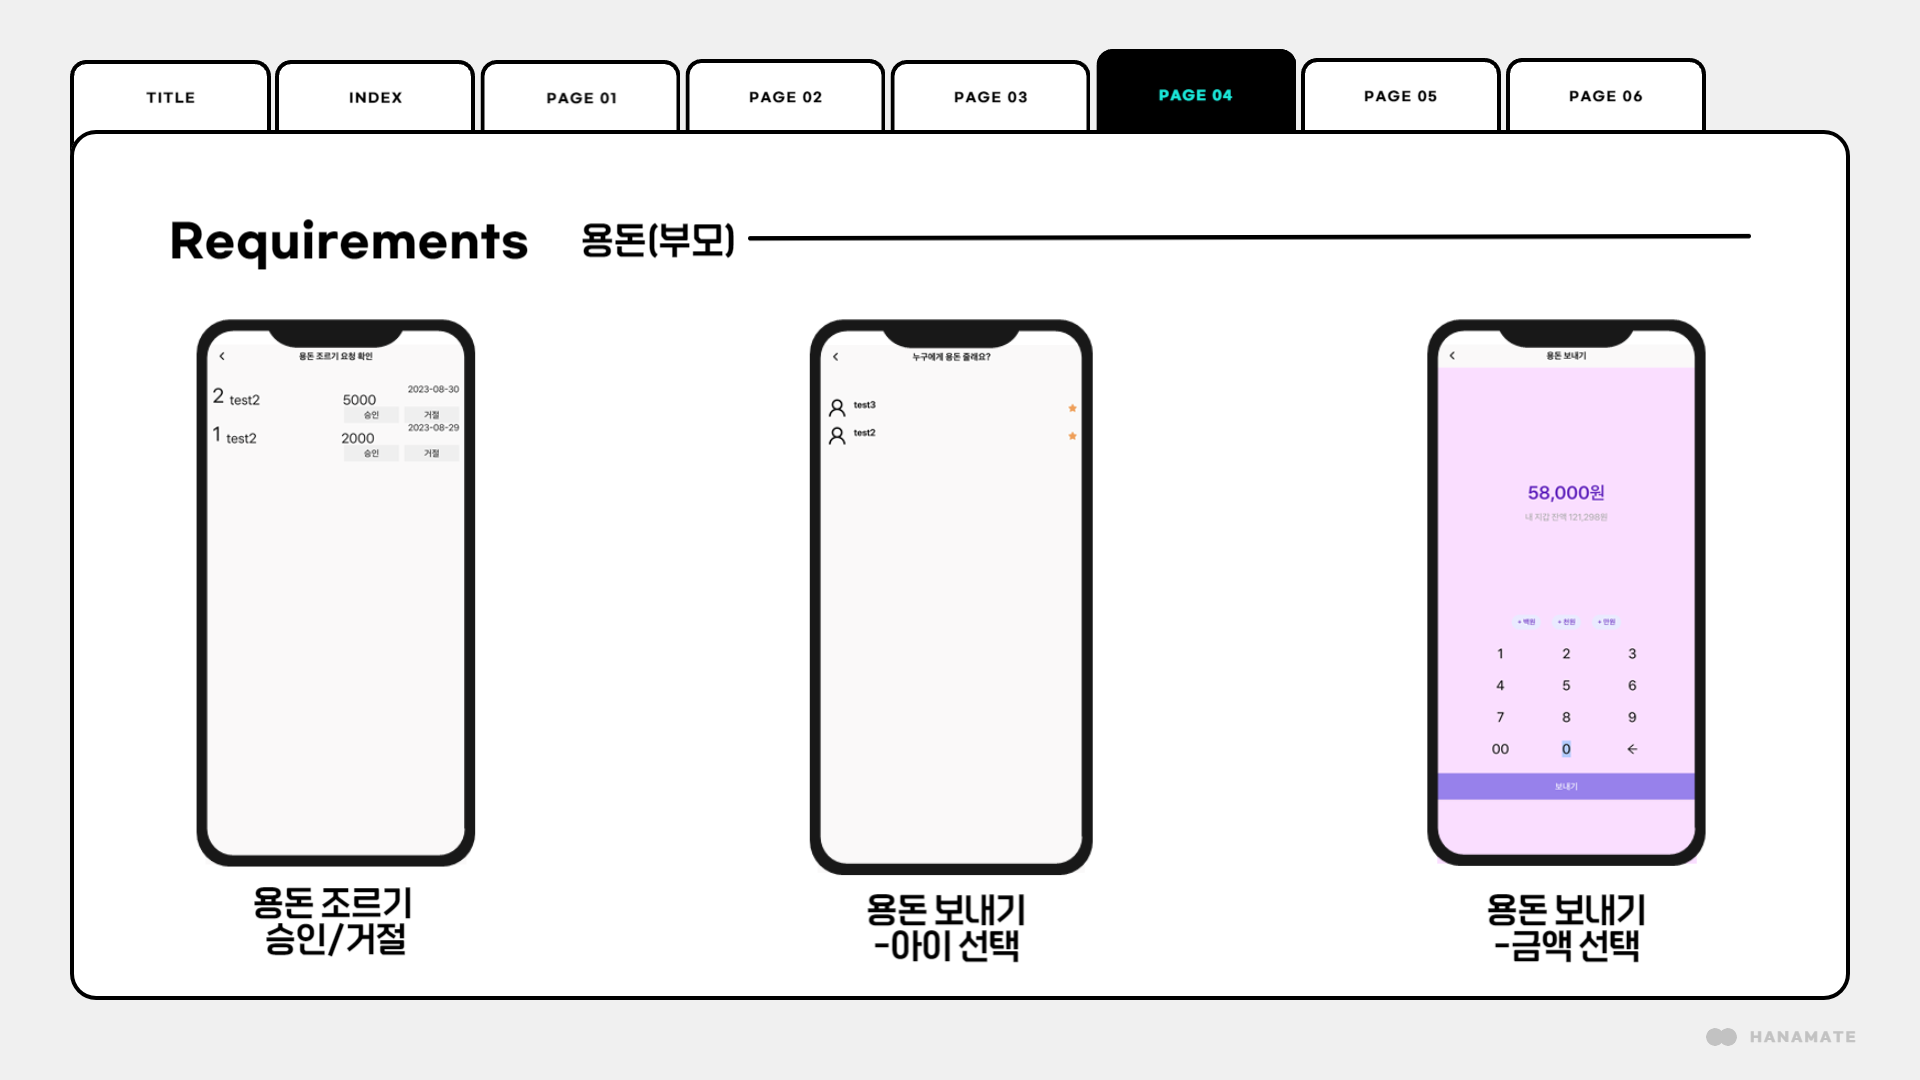 TITLE
INDEX
PAGE 01
PAGE 02
PAGE 03
PAGE 04
PAGE 05
PAGE 06
Requirements 용돈(부모)
용돈 조르기 요청 확인
2 test2 5000 2023-08-30
승인 거절
1 test2 2000 2023-08-29
승인 거절
용돈 조르기
승인/거절
누구에게 용돈 줄래요?
test3
test2
용돈 보내기
-아이 선택
용돈 보내기
58,000원
내 지갑 잔액 121,298원
+ 백원 + 천원 + 만원
1 2 3
4 5 6
7 8 9
00 0 ←
보내기
용돈 보내기
-금액 선택
HANAMATE